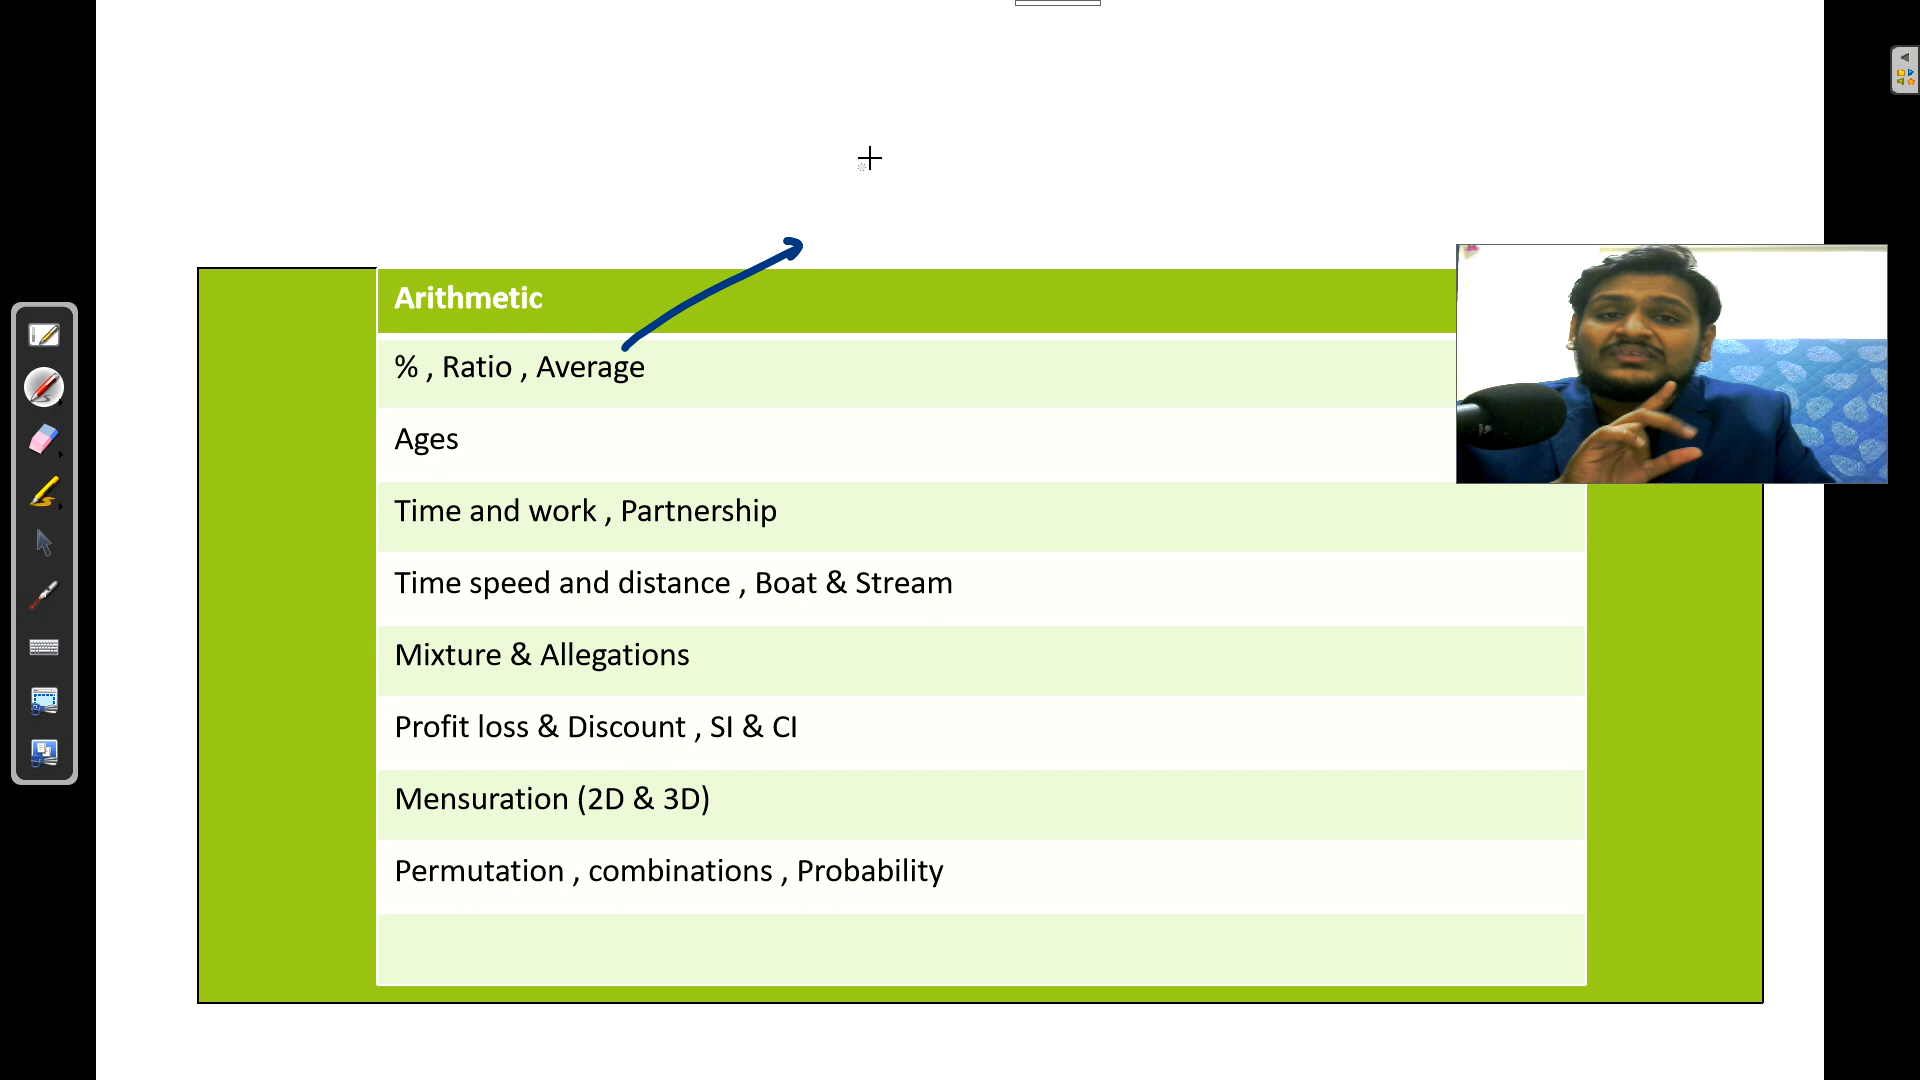 Arithmetic
% , Ratio , Average
Ages
Time and work , Partnership
Time speed and distance , Boat & Stream
Mixture & Allegations
Profit loss & Discount , SI & CI
Mensuration (2D & 3D)
Permutation , combinations , Probability